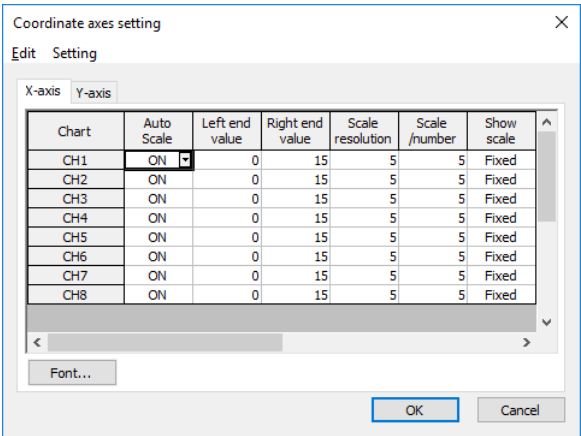 Coordinate axes setting
Edit Setting
X-axis Y-axis
Chart Auto Scale Left end value Right end value Scale resolution Scale /number Show scale
CH1 ON 0 15 5 5 Fixed
CH2 ON 0 15 5 5 Fixed
CH3 ON 0 15 5 5 Fixed
CH4 ON 0 15 5 5 Fixed
CH5 ON 0 15 5 5 Fixed
CH6 ON 0 15 5 5 Fixed
CH7 ON 0 15 5 5 Fixed
CH8 ON 0 15 5 5 Fixed
Font...
OK Cancel